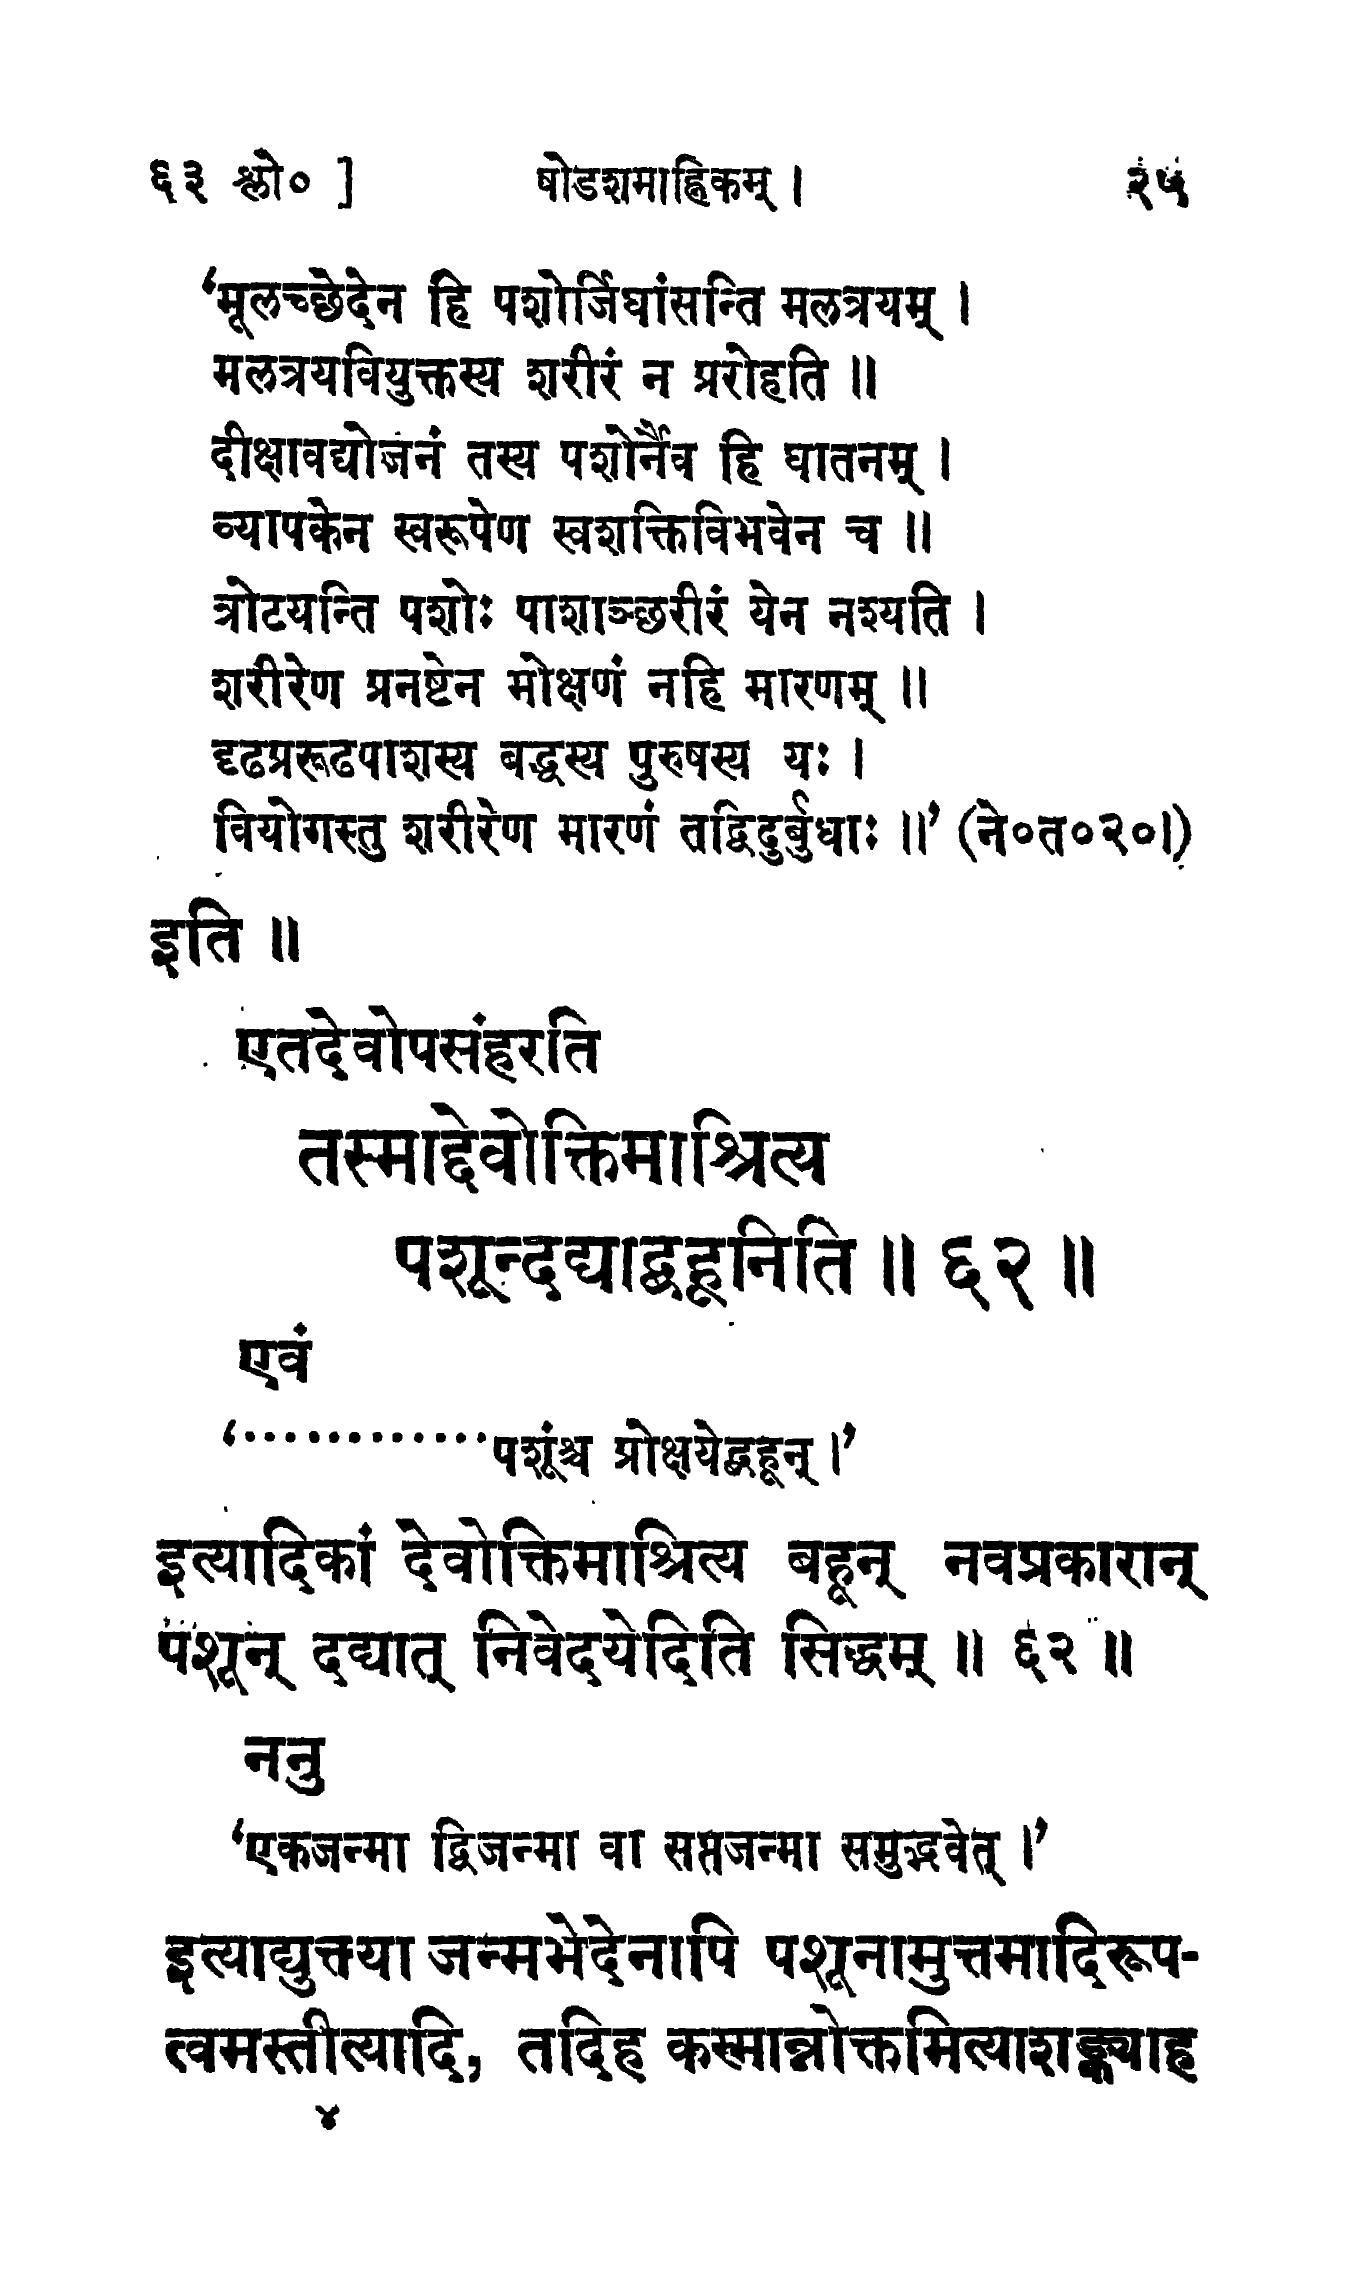 ६३ श्लो० ] षोडशमाह्निकम् । २५
‘मूलच्छेदेन हि पशोर्जिघांसन्ति मलत्रयम् ।
मलत्रयवियुक्तस्य शरीरं न प्ररोहति ॥
दीक्षावद्योजनं तस्य पशोर्नैव हि घातनम् ।
व्यापकेन स्वरूपेण स्वशक्तिविभवेन च ॥
त्रोटयन्ति पशोः पाशाञ्छरीरं येन नश्यति ।
शरीरेण प्रनष्टेन मोक्षणं नहि मारणम् ॥
दृढप्ररूढपाशस्य बद्धस्य पुरुषस्य यः ।
वियोगस्तु शरीरेण मारणं तद्विदुर्बुधाः ॥’ (ने०त०२०।)
इति ॥
एतदेवोपसंहरति
तस्माद्देवोक्तिमाश्रित्य
पशून्दद्याद्बहूनिति ॥ ६२ ॥
एवं
‘............पशूंश्च प्रोक्षयेद्बहून् ।’
इत्यादिकां देवोक्तिमाश्रित्य बहून् नवप्रकारान्
पशून् दद्यात् निवेदयेदिति सिद्धम् ॥ ६२ ॥
ननु
‘एकजन्मा द्विजन्मा वा सप्तजन्मा समुद्भवेत् ।’
इत्याद्युक्तया जन्मभेदेनापि पशूनामुत्तमादिरूप-
त्वमस्तीत्यादि, तदिह कस्मान्नोक्तमित्याशङ्क्याह
४